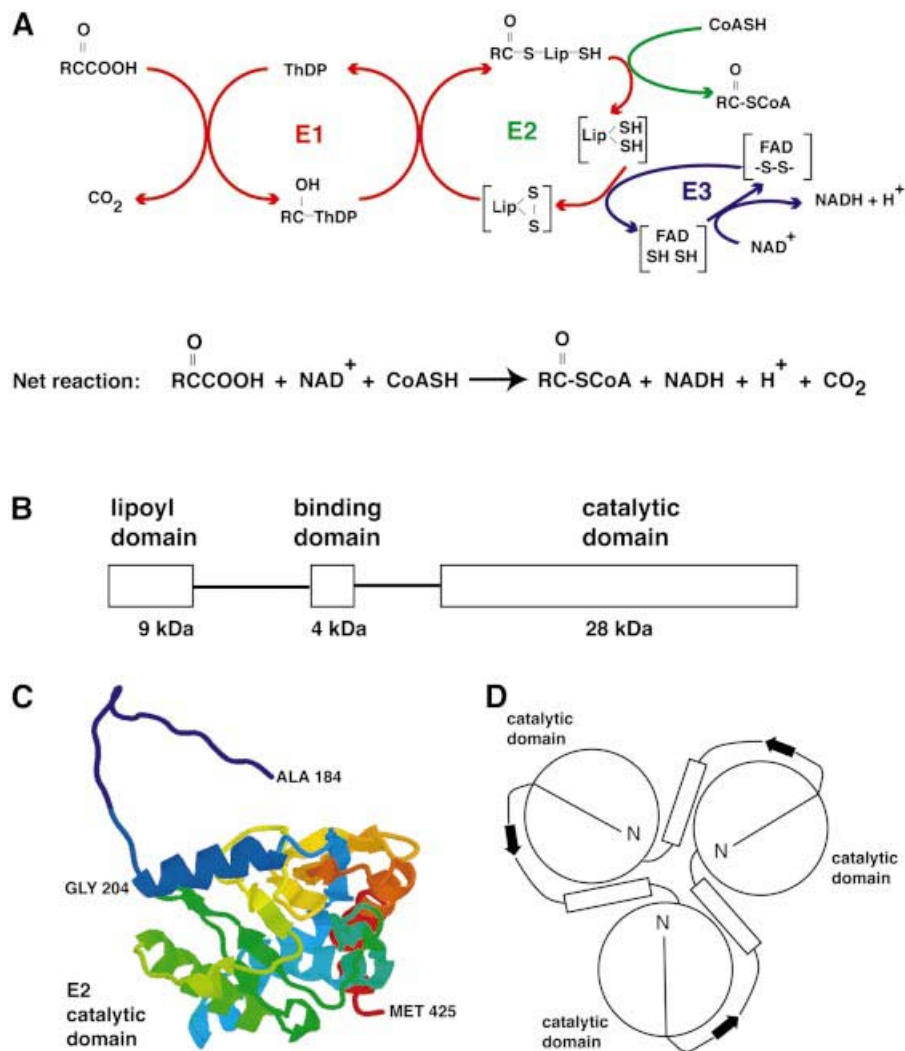 A
O
||
RCCOOH
ThDP
E1
CO2
OH
RC-ThDP
O
||
RC-S-Lip-SH
CoASH
O
||
RC-SCoA
E2
Lip SH SH
Lip S S
FAD
-S-S-
E3
FAD
SH SH
NADH + H+
NAD+
O
||
O
||
Net reaction: RCCOOH + NAD+ + CoASH → RC-SCoA + NADH + H+ + CO2
B
lipoyl domain
binding domain
catalytic domain
9 kDa
4 kDa
28 kDa
C
ALA 184
GLY 204
E2
catalytic
domain
MET 425
D
catalytic
domain
N
N
catalytic
domain
N
catalytic
domain